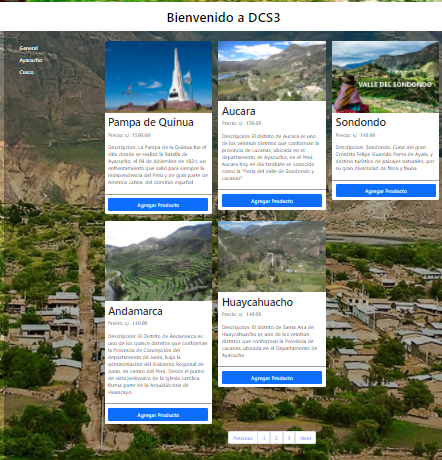 Bienvenido a DCS3
General
Ayacucho
Cusco
Pampa de Quinua
Precio: s/. 1500.00
Descripcion: La Pampa de la Quinua fue el
sitio donde se realizó la Batalla de
Ayacucho, el 09 de diciembre de 1824, un
enfrentamiento que selló para siempre la
independencia del Perú y de gran parte de
América Latina, del dominio español
Agregar Producto
Aucara
Precio: s/. 150.00
Descripcion: El distrito de Aucará es uno
de los veintiún distritos que conforman la
provincia de Lucanas, ubicada en el
departamento de Ayacucho, en el Perú.
Aucara hoy en día también es conocido
como la "Perla del Valle de Sondondo y
Lucanas"
Agregar Producto
VALLE DEL SONDONDO
Sondondo
Precio: s/. 140.00
Descripcion: Sondondo, Cuna del gran
Cronista Felipe Guamán Poma de Ayala, y
destino turístico de paisajes naturales, por
su gran diversidad de flora y fauna.
Agregar Producto
Andamarca
Precio: s/. 140.00
Descripcion: El Distrito de Andamarca es
uno de los quince distritos que conforman
la Provincia de Concepción del
departamento de Junín, bajo la
administración del Gobierno Regional de
Junín, en centro del Perú. Desde el punto
de vista jerárquico de la Iglesia católica
forma parte de la Arquidiócesis de
Huancayo.
Agregar Producto
Huaycahuacho
Precio: s/. 140.00
Descripcion: El distrito de Santa Ana de
Huaycahuacho es uno de los veintiún
distritos que conforman la Provincia de
Lucanas, ubicada en el Departamento de
Ayacucho
Agregar Producto
Previous 1 2 3 Next